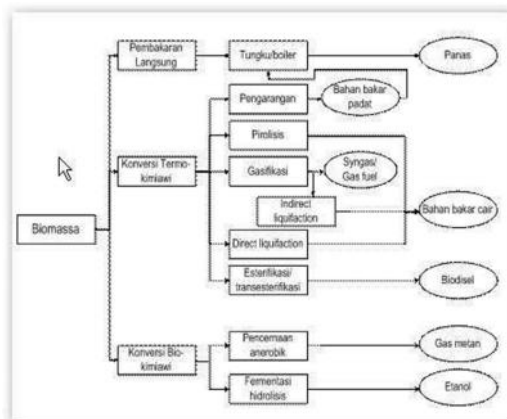 Pembakaran
Langsung
Tungku/boiler
Panas
Pengarangan
Bahan bakar
padat
Pirolisis
Konversi Termo-
kimiawi
Gasifikasi
Syngas/
Gas fuel
Indirect
liquifaction
Bahan bakar cair
Biomassa
Direct liquifaction
Esterifikasi/
transesterifikasi
Biodisel
Konversi Bio-
kimiawi
Pencernaan
anerobik
Gas metan
Fermentasi
hidrolisis
Etanol